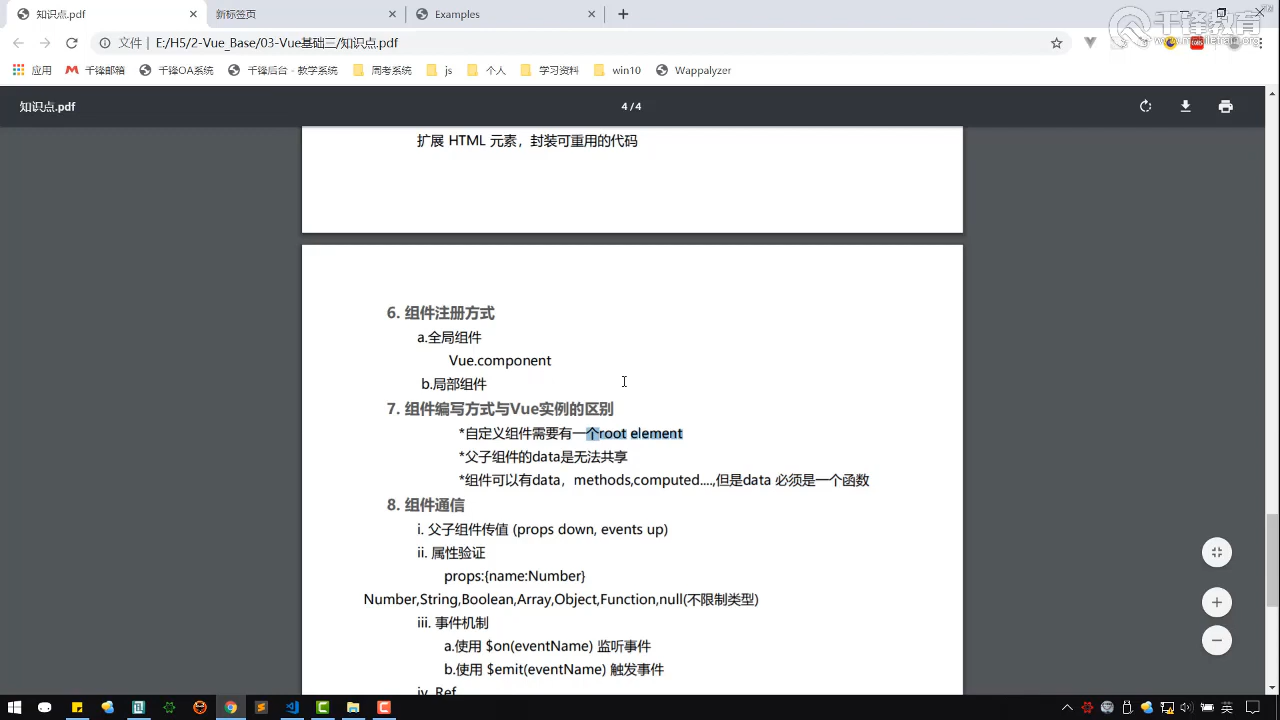 知识点.pdf
新标签页
Examples
文件 | E:/H5/2-Vue_Base/03-Vue基础三/知识点.pdf
千锋教育
应用
千锋邮箱
千锋OA系统
千锋后台 - 教学系统
周考系统
js
个人
学习资料
win10
Wappalyzer
知识点.pdf
4 / 4
扩展 HTML 元素，封装可重用的代码
6. 组件注册方式
a.全局组件
Vue.component
b.局部组件
7. 组件编写方式与Vue实例的区别
*自定义组件需要有一个root element
*父子组件的data是无法共享
*组件可以有data，methods,computed....,但是data 必须是一个函数
8. 组件通信
i. 父子组件传值 (props down, events up)
ii. 属性验证
props:{name:Number}
Number,String,Boolean,Array,Object,Function,null(不限制类型)
iii. 事件机制
a.使用 $on(eventName) 监听事件
b.使用 $emit(eventName) 触发事件
iv. Ref
英